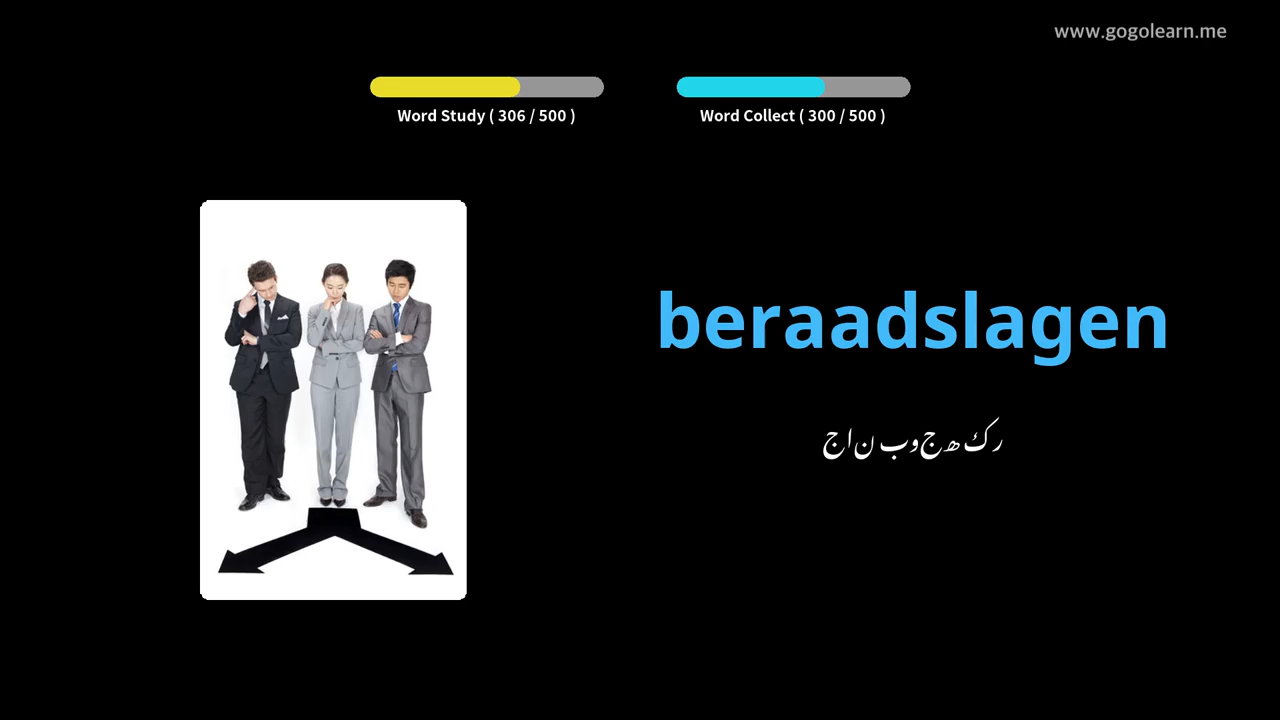 www.gogolearn.me
Word Study ( 306 / 500 )
Word Collect ( 300 / 500 )
beraadslagen
جان بوجھ کر